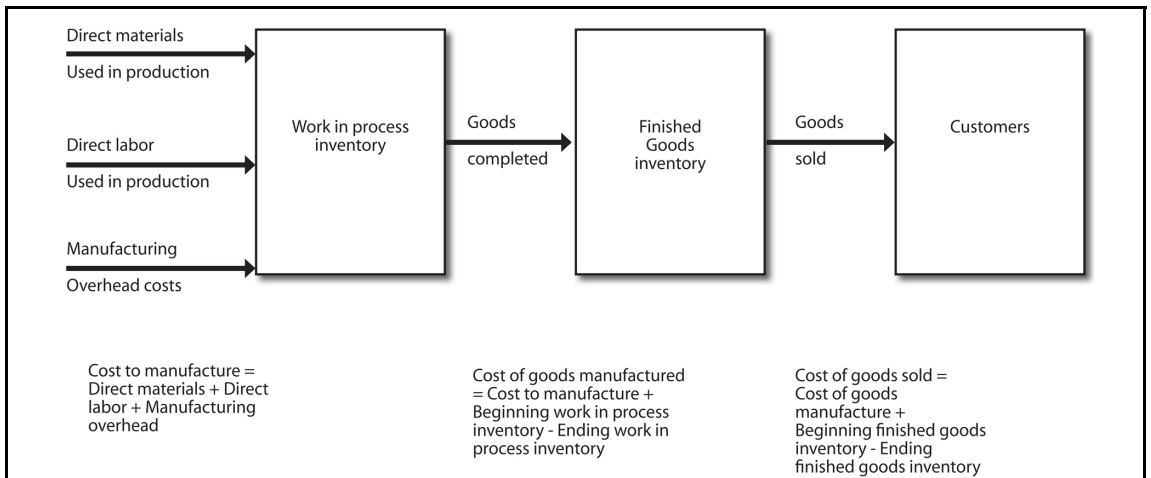 Direct materials
Used in production
Direct labor
Used in production
Manufacturing
Overhead costs
Work in process
inventory
Goods
completed
Finished
Goods
inventory
Goods
sold
Customers
Cost to manufacture =
Direct materials + Direct
labor + Manufacturing
overhead
Cost of goods manufactured
= Cost to manufacture +
Beginning work in process
inventory - Ending work in
process inventory
Cost of goods sold =
Cost of goods
manufacture +
Beginning finished goods
inventory - Ending
finished goods inventory